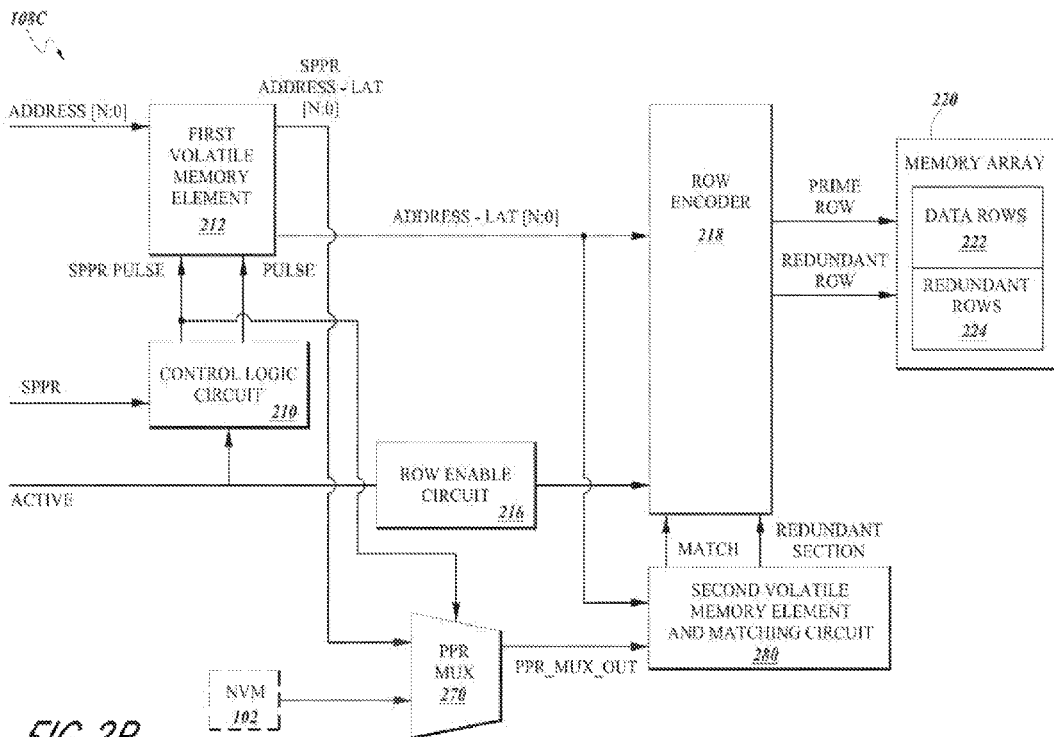 108C
SPPR
ADDRESS - LAT
[N:0]
ADDRESS [N:0]
FIRST
VOLATILE
MEMORY
ELEMENT
212
ROW
ENCODER
218
220
MEMORY ARRAY
PRIME
ROW
DATA ROWS
222
ADDRESS - LAT [N:0]
SPPR PULSE
PULSE
REDUNDANT
ROW
REDUNDANT
ROWS
224
SPPR
CONTROL LOGIC
CIRCUIT
210
ACTIVE
ROW ENABLE
CIRCUIT
216
MATCH
REDUNDANT
SECTION
SECOND VOLATILE
MEMORY ELEMENT
AND MATCHING CIRCUIT
280
PPR
MUX
270
PPR_MUX_OUT
NVM
102
FIG. 2B